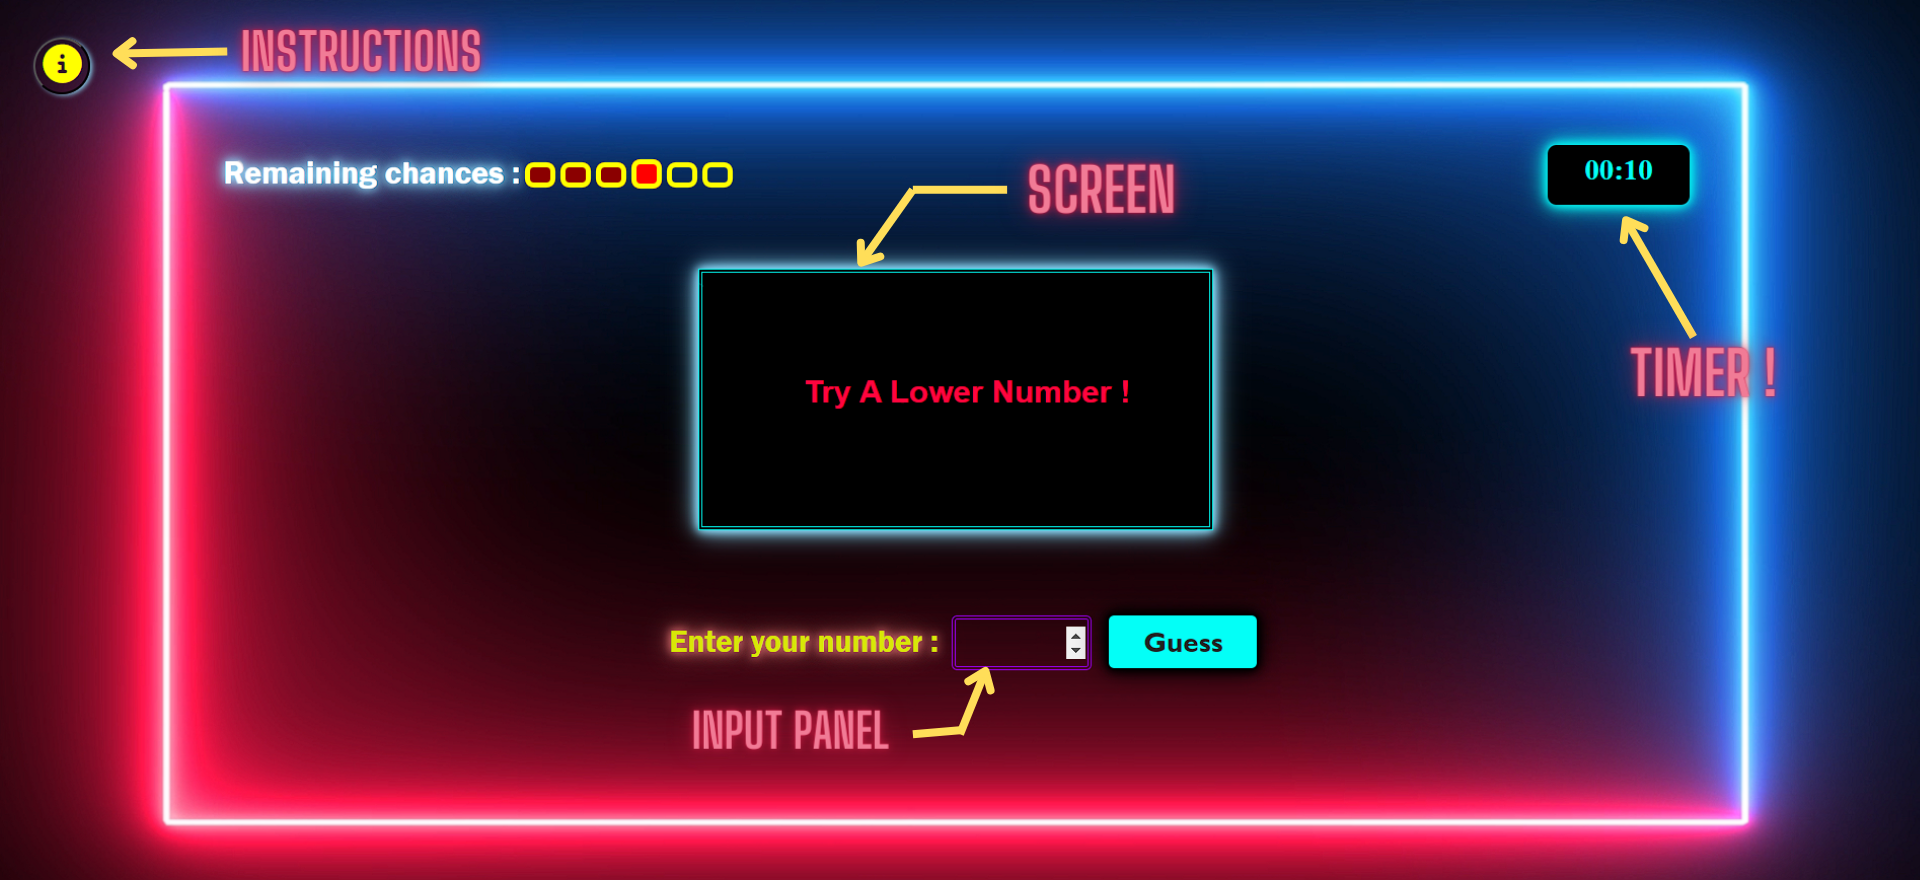 i
INSTRUCTIONS
Remaining chances :
SCREEN
00:10
TIMER !
Try A Lower Number !
Enter your number :
Guess
INPUT PANEL